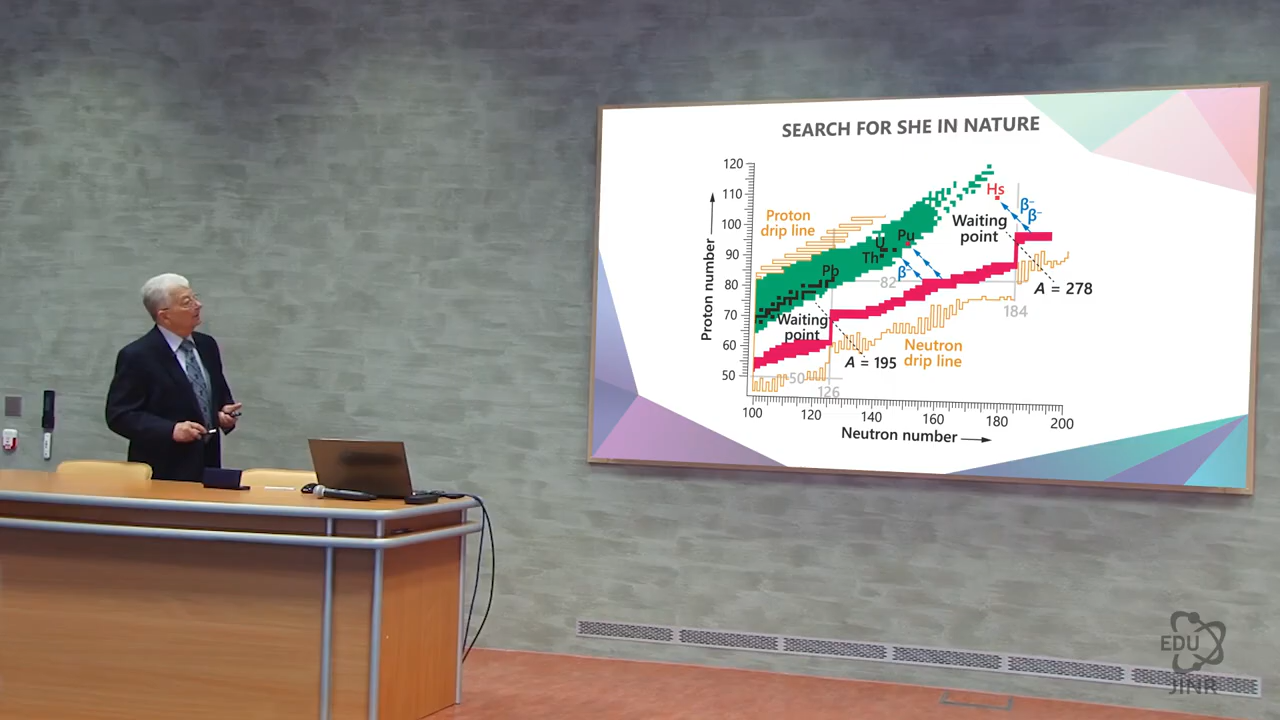 SEARCH FOR SHE IN NATURE
120
110
100
90
80
70
60
50
Proton number
Proton
drip line
Hs
β⁻
β⁻
Waiting
point
Pu
U
Th
Pb
β⁻
82
A = 278
184
Waiting
point
Neutron
drip line
A = 195
50
126
100
120
140
160
180
200
Neutron number
EDU
JINR